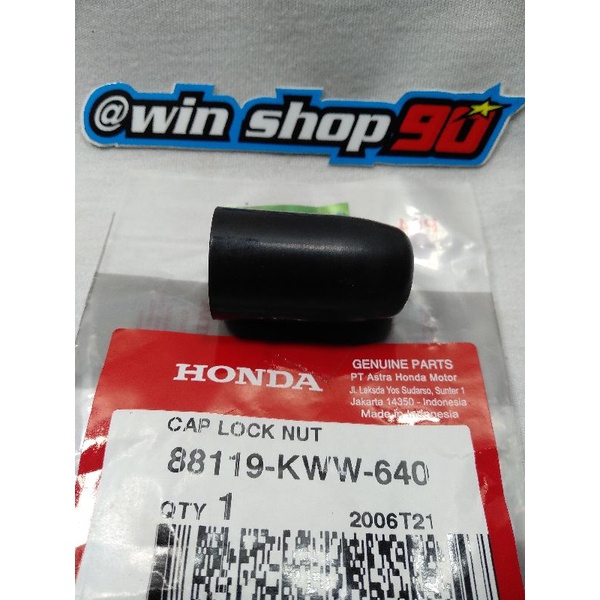 @win shop 90
HONDA
GENUINE PARTS
PT Astra Honda Motor
Jl. Laksda Yos Sudarso, Sunter 1
Jakarta 14350 - Indonesia
Made in Indonesia
CAP LOCK NUT
88119-KWW-640
QTY 1
2006T21